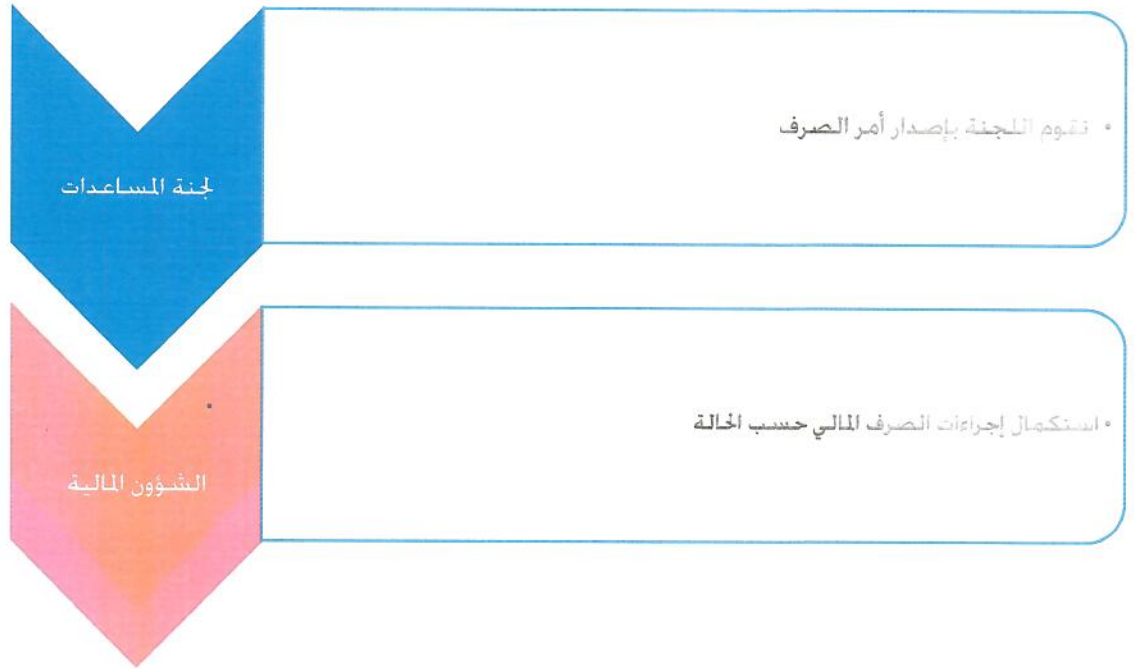 لجنة المساعدات
• تقوم اللجنة بإصدار أمر الصرف
الشؤون المالية
• استكمال إجراءات الصرف المالي حسب الحالة